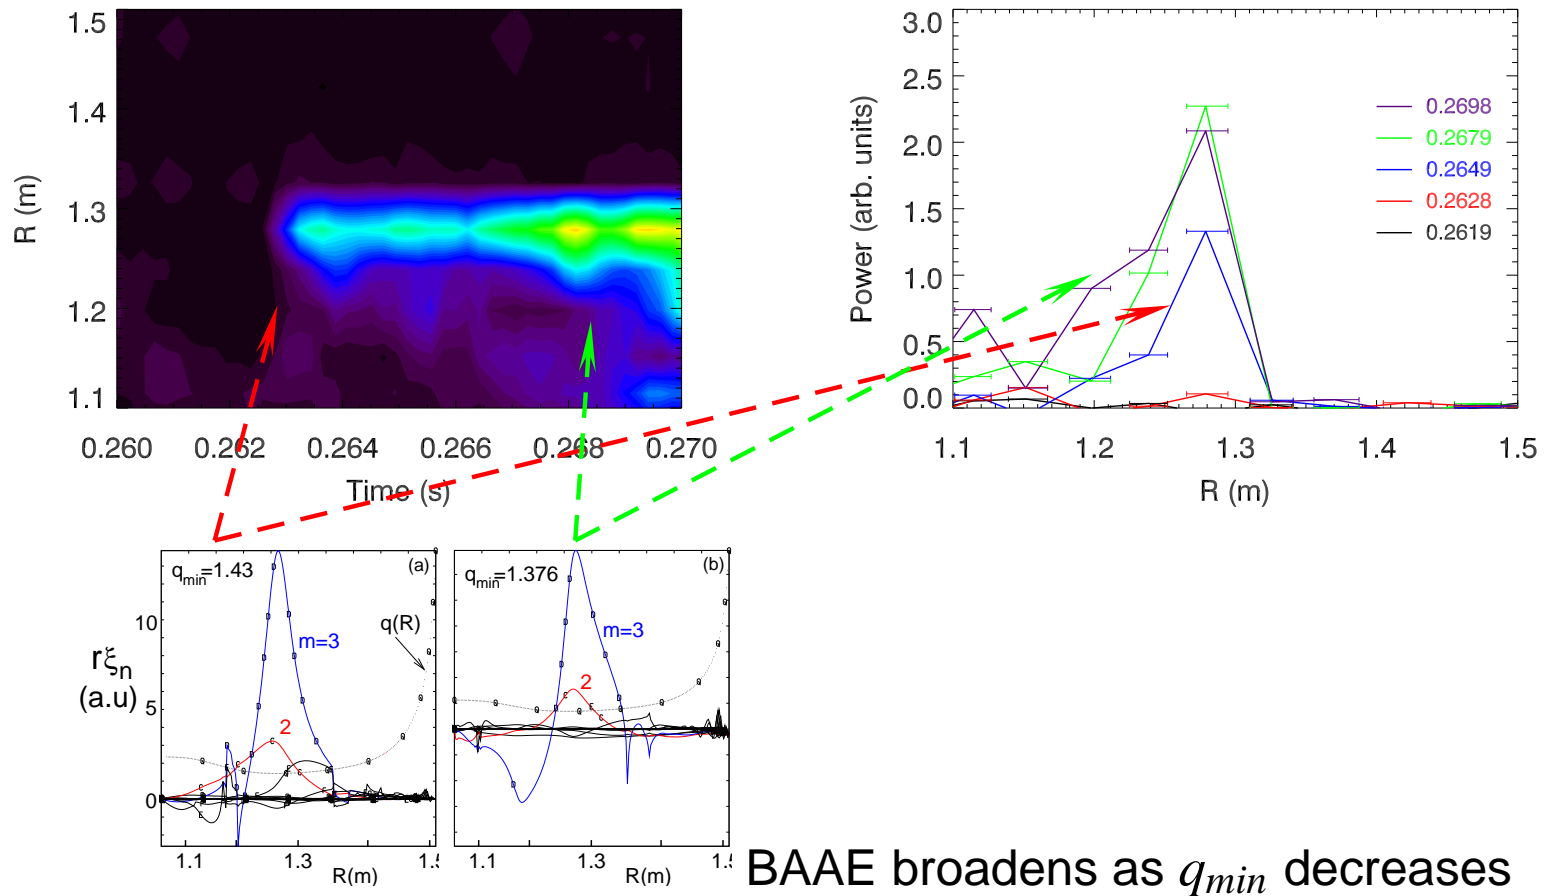 1.5
1.4
1.3
1.2
1.1
R (m)
0.260 0.262 0.264 0.266 0.268 0.270
Time (s)
3.0
2.5
2.0
1.5
1.0
0.5
0.0
Power (arb. units)
0.2698
0.2679
0.2649
0.2628
0.2619
1.1 1.2 1.3 1.4 1.5
R (m)
q_min=1.43 (a)
q(R)
m=3
2
10
5
0
rξ_n
(a.u)
1.1 1.3
R(m)
q_min=1.376 (b)
m=3
2
1.1 1.3
R(m)
BAAE broadens as q_min decreases